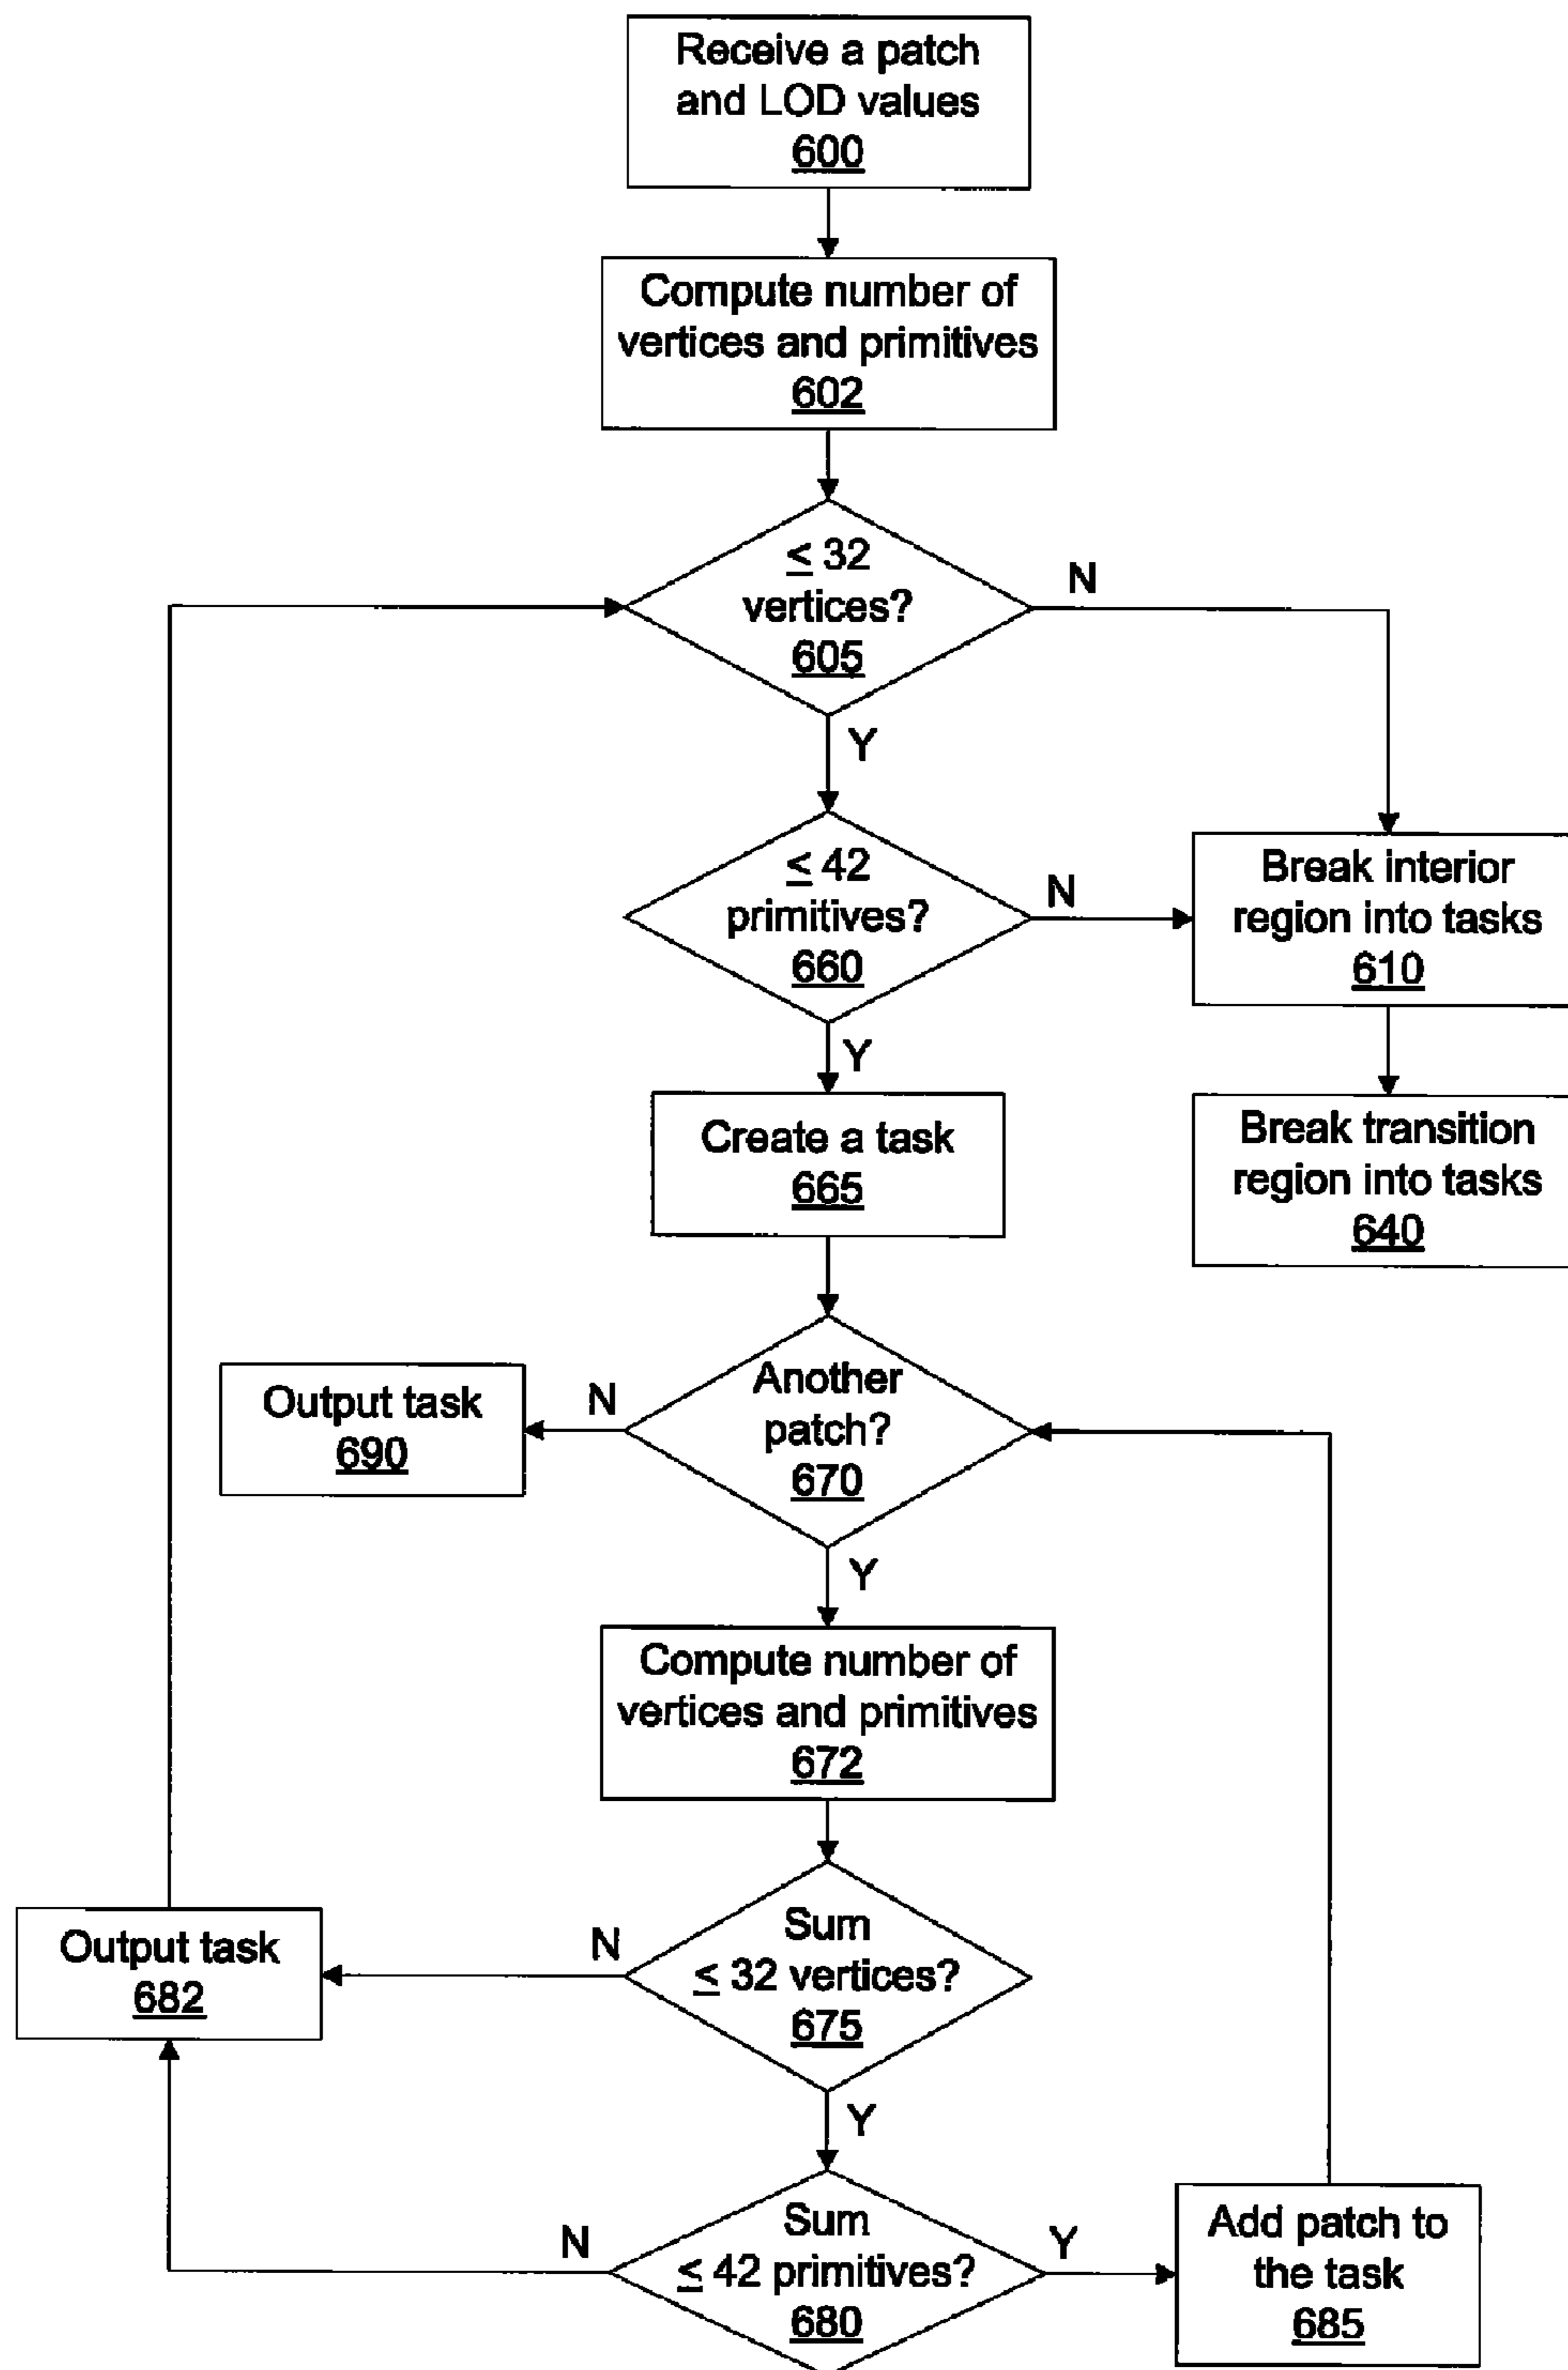 Receive a patch
and LOD values
600
Compute number of
vertices and primitives
602
≤ 32
vertices?
605
N
Y
≤ 42
primitives?
660
N
Break interior
region into tasks
610
Y
Create a task
665
Break transition
region into tasks
640
Another
patch?
670
N
Output task
690
Y
Compute number of
vertices and primitives
672
Sum
≤ 32 vertices?
675
N
Output task
682
Y
Sum
≤ 42 primitives?
680
N
Y
Add patch to
the task
685